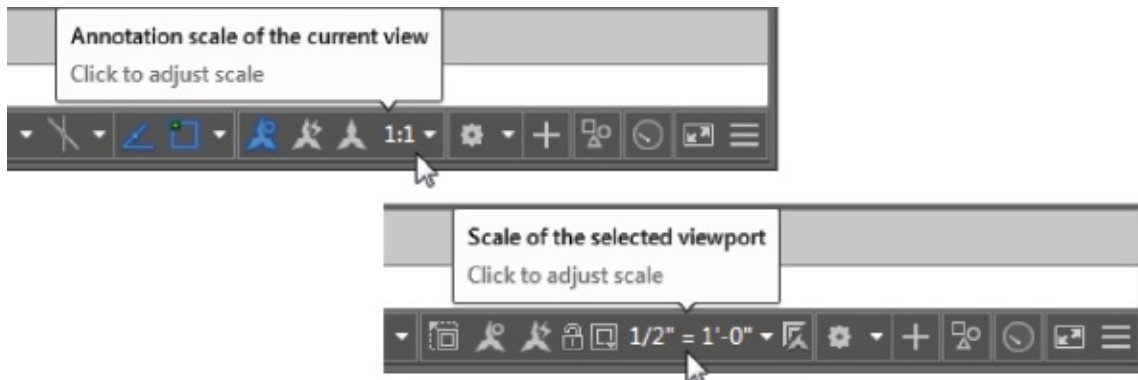 Annotation scale of the current view
Click to adjust scale
1:1
Scale of the selected viewport
Click to adjust scale
1/2" = 1'-0"